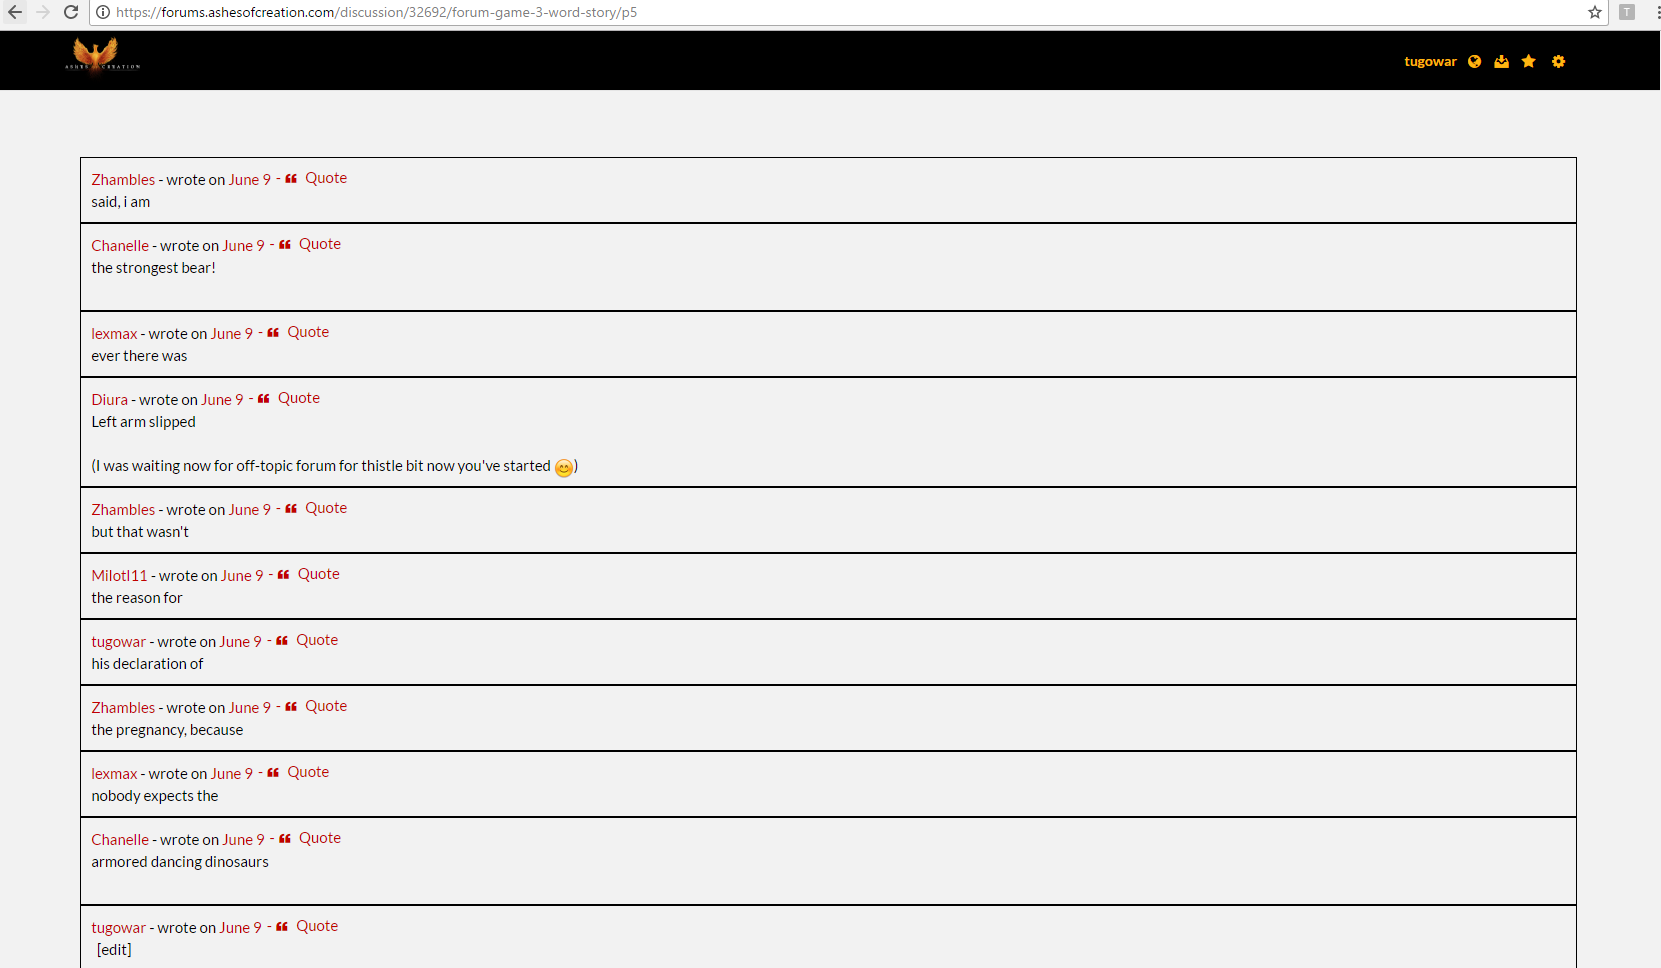 https://forums.ashesofcreation.com/discussion/32692/forum-game-3-word-story/p5
T
ASHES OF CREATION
tugowar
Zhambles - wrote on June 9 - Quote
said, i am
Chanelle - wrote on June 9 - Quote
the strongest bear!
lexmax - wrote on June 9 - Quote
ever there was
Diura - wrote on June 9 - Quote
Left arm slipped
(I was waiting now for off-topic forum for thistle bit now you've started 😊)
Zhambles - wrote on June 9 - Quote
but that wasn't
Milotl11 - wrote on June 9 - Quote
the reason for
tugowar - wrote on June 9 - Quote
his declaration of
Zhambles - wrote on June 9 - Quote
the pregnancy, because
lexmax - wrote on June 9 - Quote
nobody expects the
Chanelle - wrote on June 9 - Quote
armored dancing dinosaurs
tugowar - wrote on June 9 - Quote
[edit]